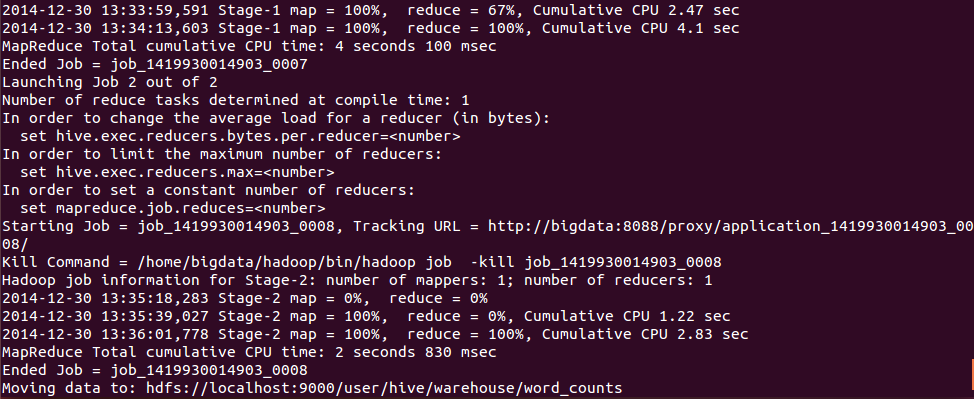 2014-12-30 13:33:59,591 Stage-1 map = 100%,  reduce = 67%, Cumulative CPU 2.47 sec
2014-12-30 13:34:13,603 Stage-1 map = 100%,  reduce = 100%, Cumulative CPU 4.1 sec
MapReduce Total cumulative CPU time: 4 seconds 100 msec
Ended Job = job_1419930014903_0007
Launching Job 2 out of 2
Number of reduce tasks determined at compile time: 1
In order to change the average load for a reducer (in bytes):
  set hive.exec.reducers.bytes.per.reducer=<number>
In order to limit the maximum number of reducers:
  set hive.exec.reducers.max=<number>
In order to set a constant number of reducers:
  set mapreduce.job.reduces=<number>
Starting Job = job_1419930014903_0008, Tracking URL = http://bigdata:8088/proxy/application_1419930014903_00
08/
Kill Command = /home/bigdata/hadoop/bin/hadoop job  -kill job_1419930014903_0008
Hadoop job information for Stage-2: number of mappers: 1; number of reducers: 1
2014-12-30 13:35:18,283 Stage-2 map = 0%,  reduce = 0%
2014-12-30 13:35:39,027 Stage-2 map = 100%,  reduce = 0%, Cumulative CPU 1.22 sec
2014-12-30 13:36:01,778 Stage-2 map = 100%,  reduce = 100%, Cumulative CPU 2.83 sec
MapReduce Total cumulative CPU time: 2 seconds 830 msec
Ended Job = job_1419930014903_0008
Moving data to: hdfs://localhost:9000/user/hive/warehouse/word_counts